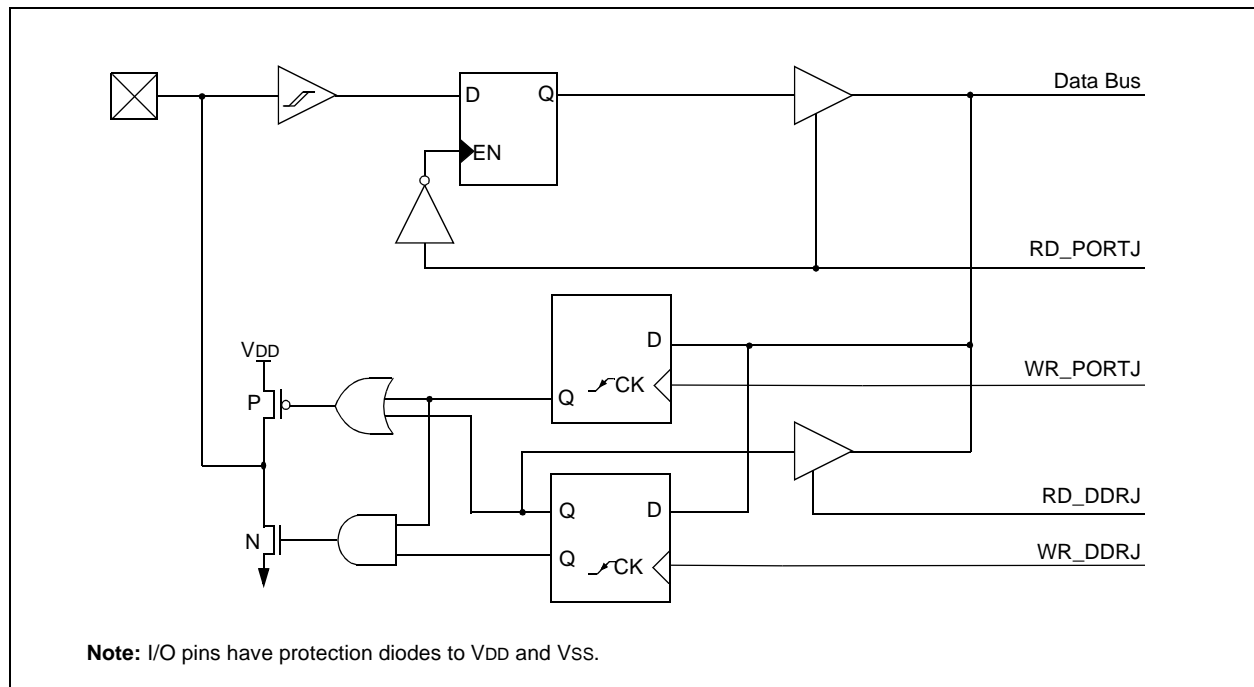 Data Bus
D
Q
EN
RD_PORTJ
D
VDD
WR_PORTJ
P
Q
CK
RD_DDRJ
Q
D
N
Q
WR_DDRJ
CK
Note: I/O pins have protection diodes to VDD and VSS.